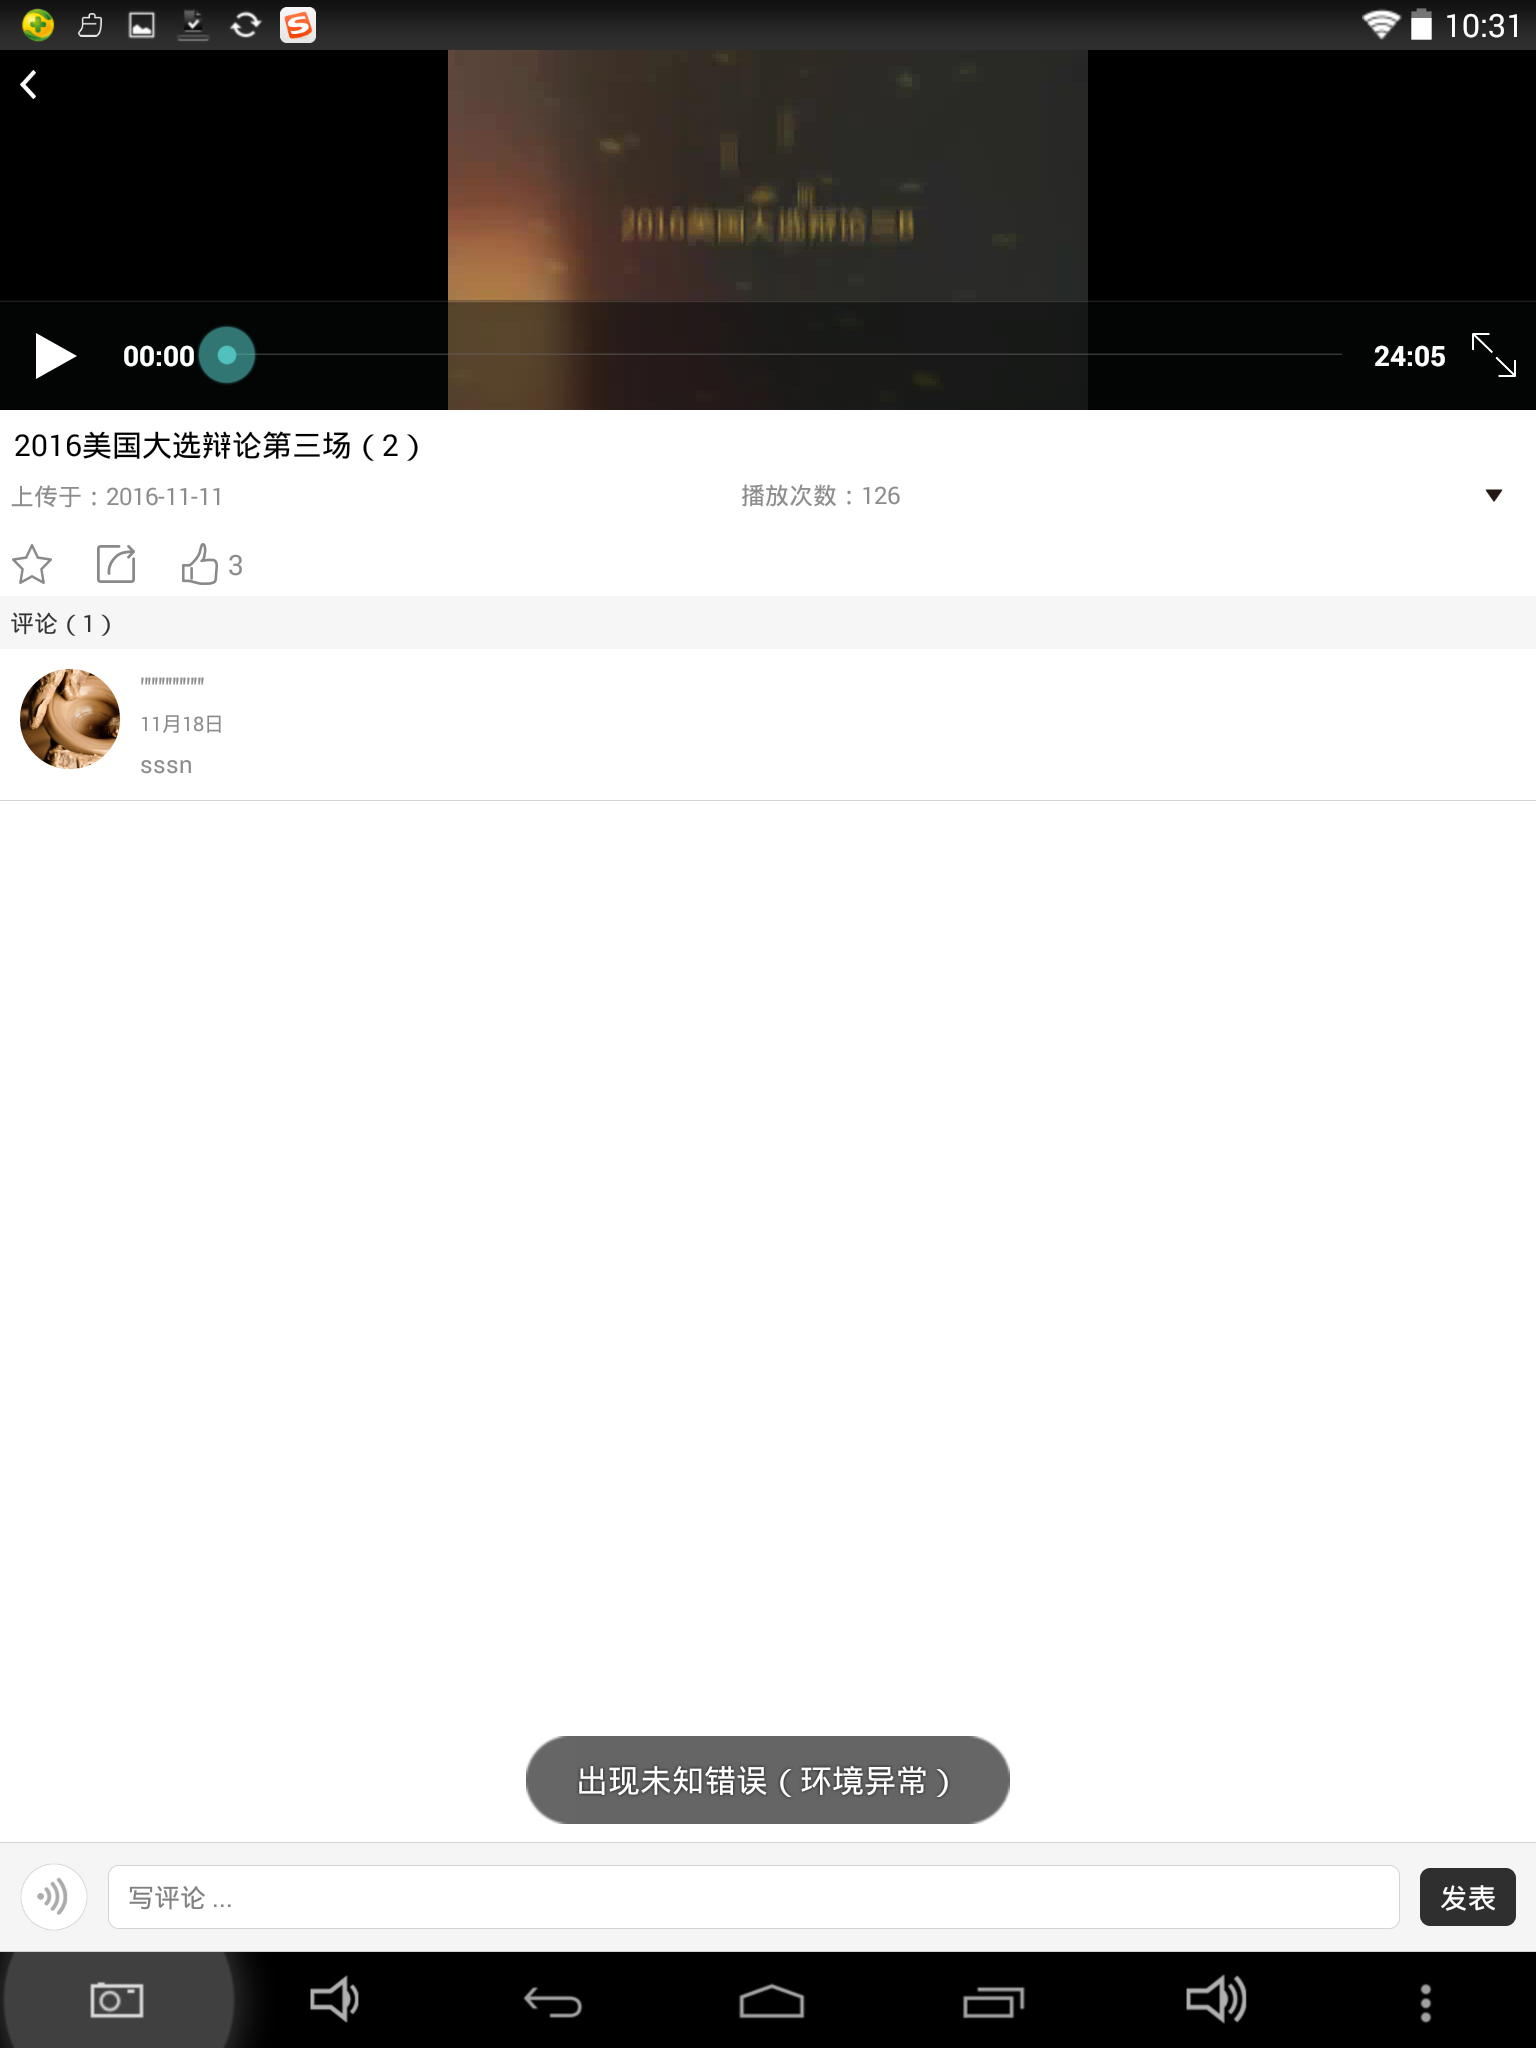 10:31
2016美国大选辩论三
00:00
24:05
2016美国大选辩论第三场（2）
上传于：2016-11-11
播放次数：126
3
评论（1）
"""""""""
11月18日
sssn
出现未知错误（环境异常）
写评论 ...
发表